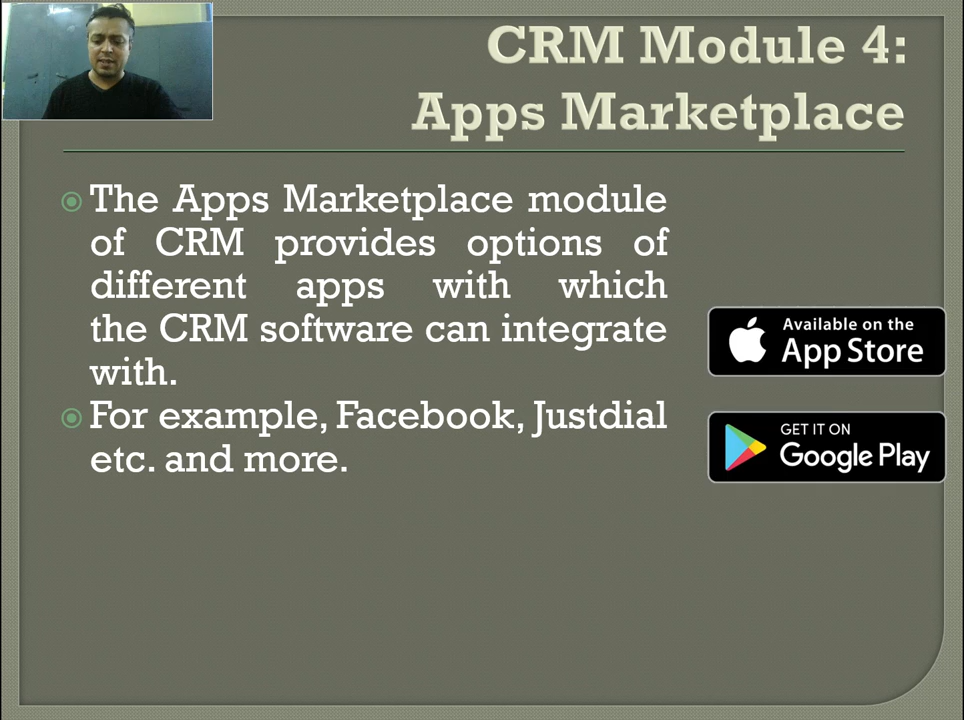 CRM Module 4:
Apps Marketplace
The Apps Marketplace module
of CRM provides options of
different apps with which
the CRM software can integrate
with.
For example, Facebook, Justdial
etc. and more.
Available on the
App Store
GET IT ON
Google Play